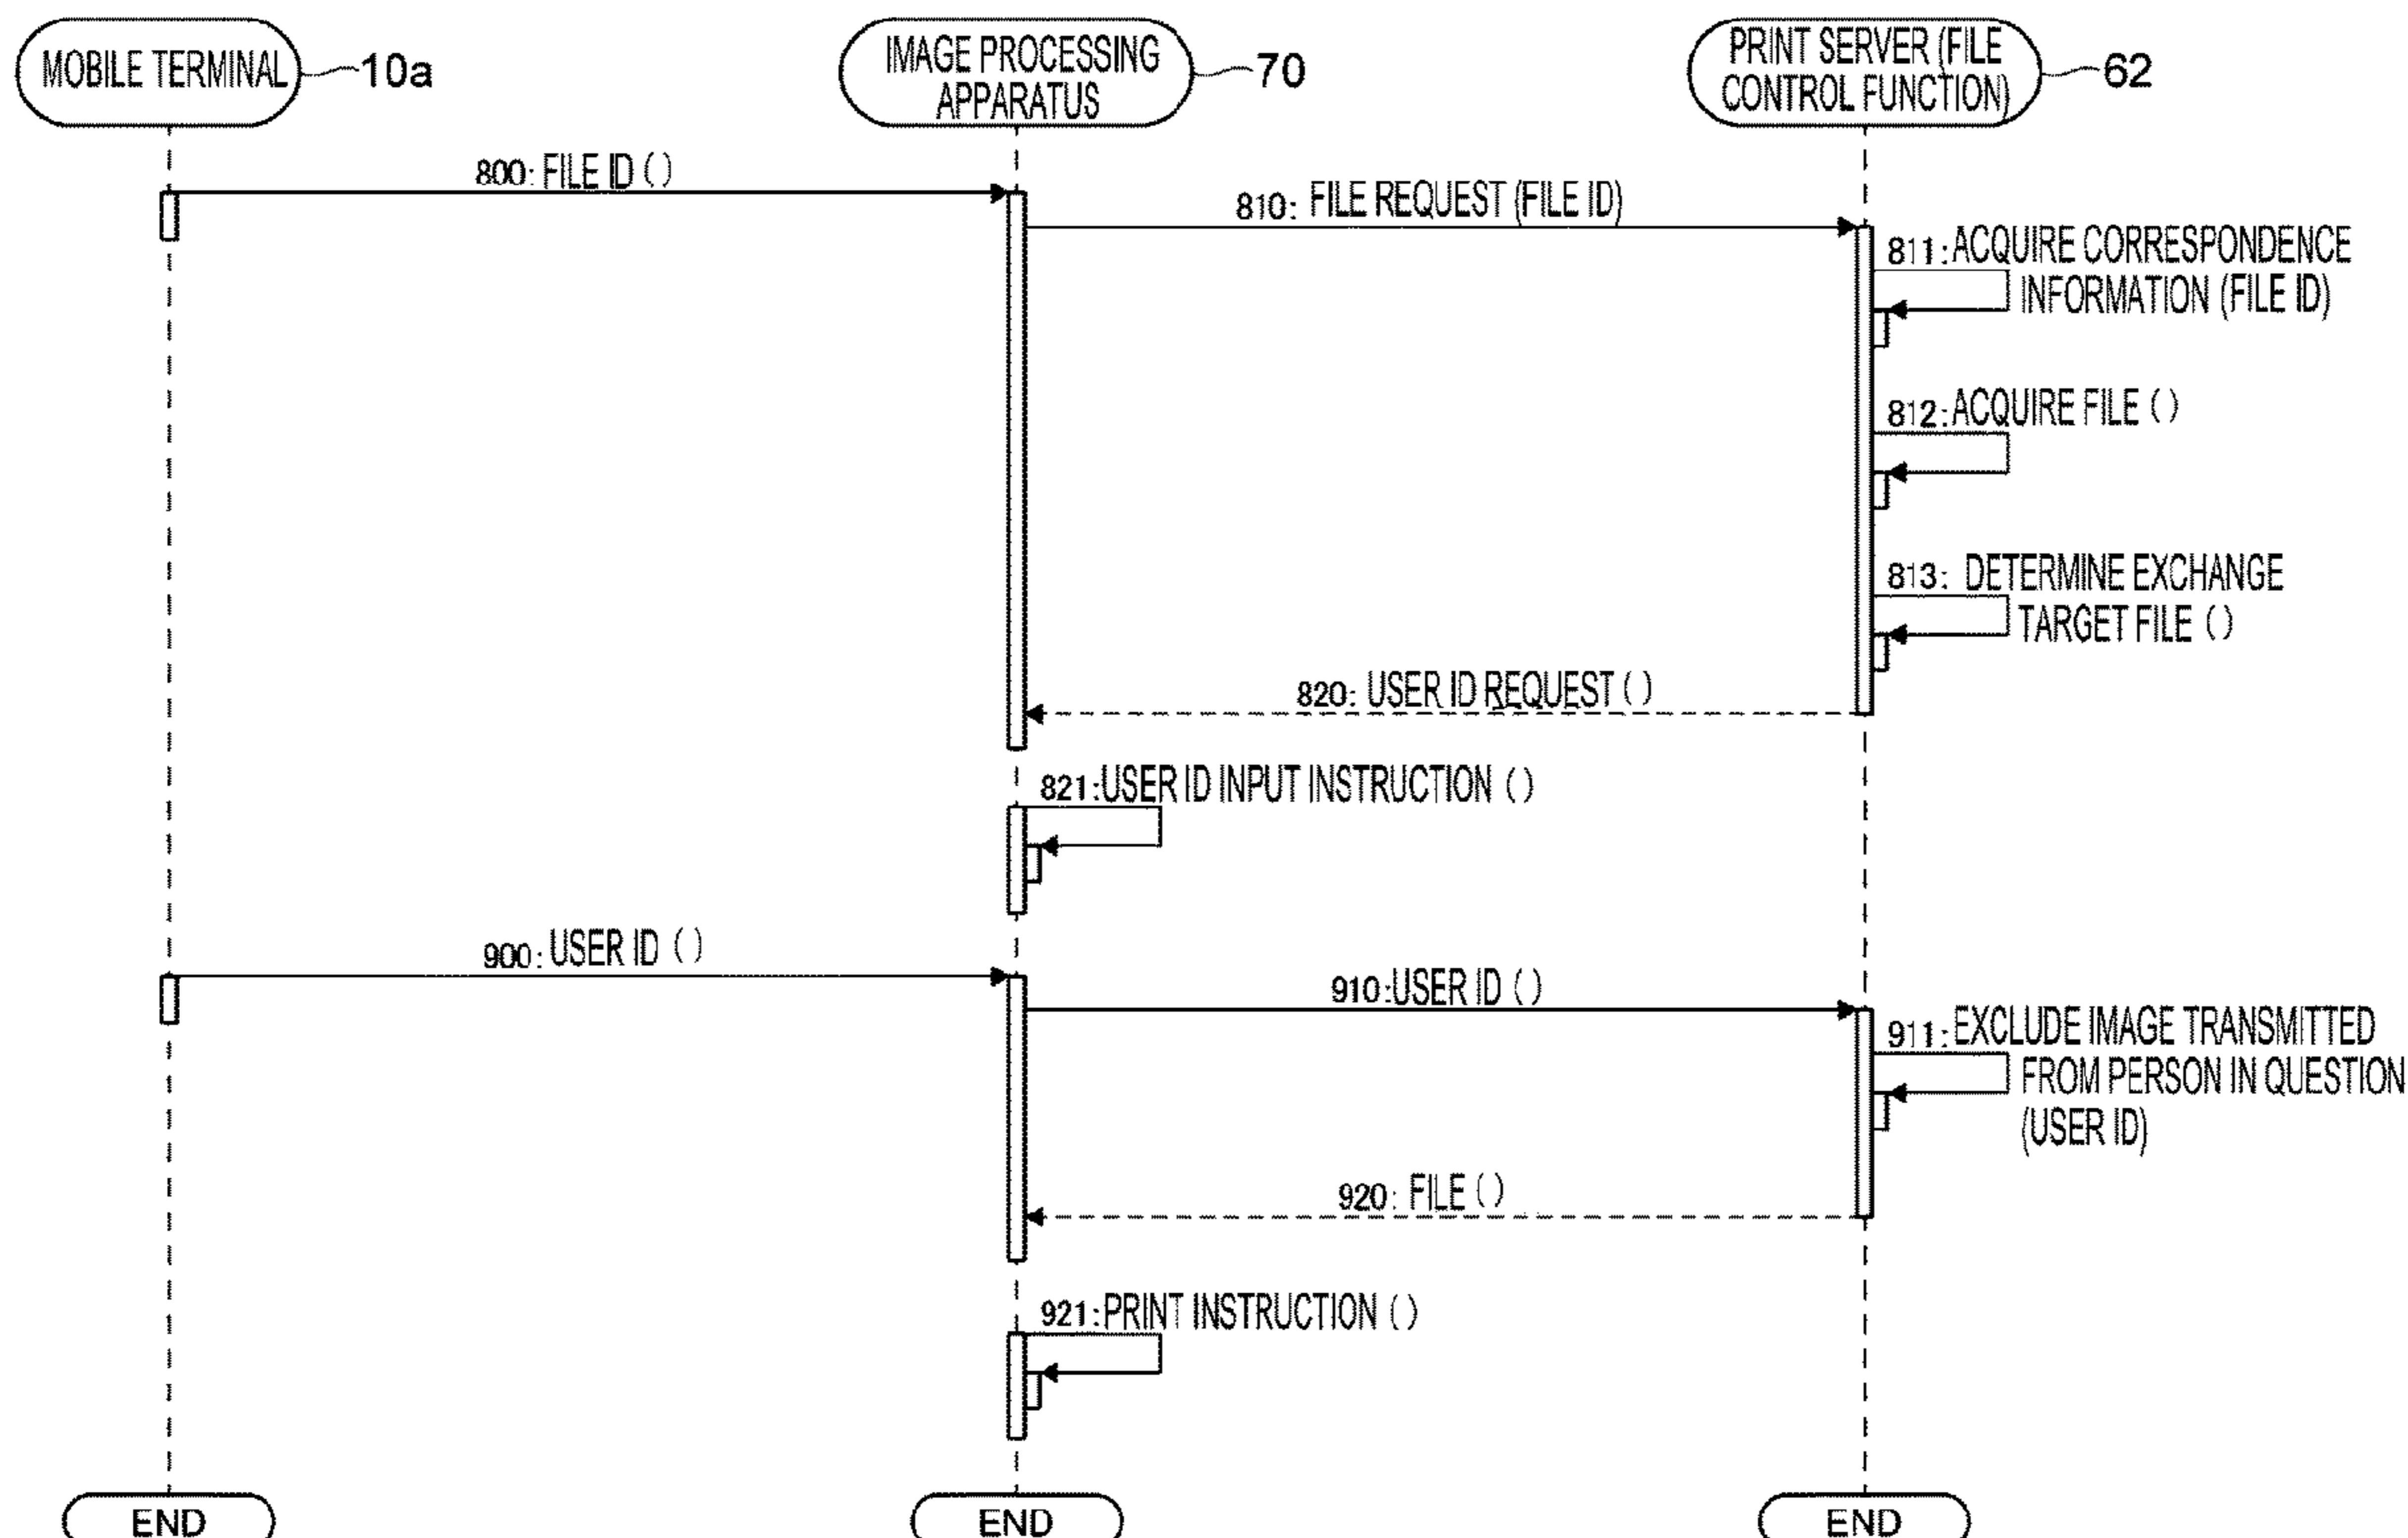 MOBILE TERMINAL
10a
IMAGE PROCESSING
APPARATUS
70
PRINT SERVER (FILE
CONTROL FUNCTION)
62
800: FILE ID ( )
810: FILE REQUEST (FILE ID)
811: ACQUIRE CORRESPONDENCE
INFORMATION (FILE ID)
812: ACQUIRE FILE ( )
813: DETERMINE EXCHANGE
TARGET FILE ( )
820: USER ID REQUEST ( )
821: USER ID INPUT INSTRUCTION ( )
900: USER ID ( )
910: USER ID ( )
911: EXCLUDE IMAGE TRANSMITTED
FROM PERSON IN QUESTION
(USER ID)
920: FILE ( )
921: PRINT INSTRUCTION ( )
END
END
END